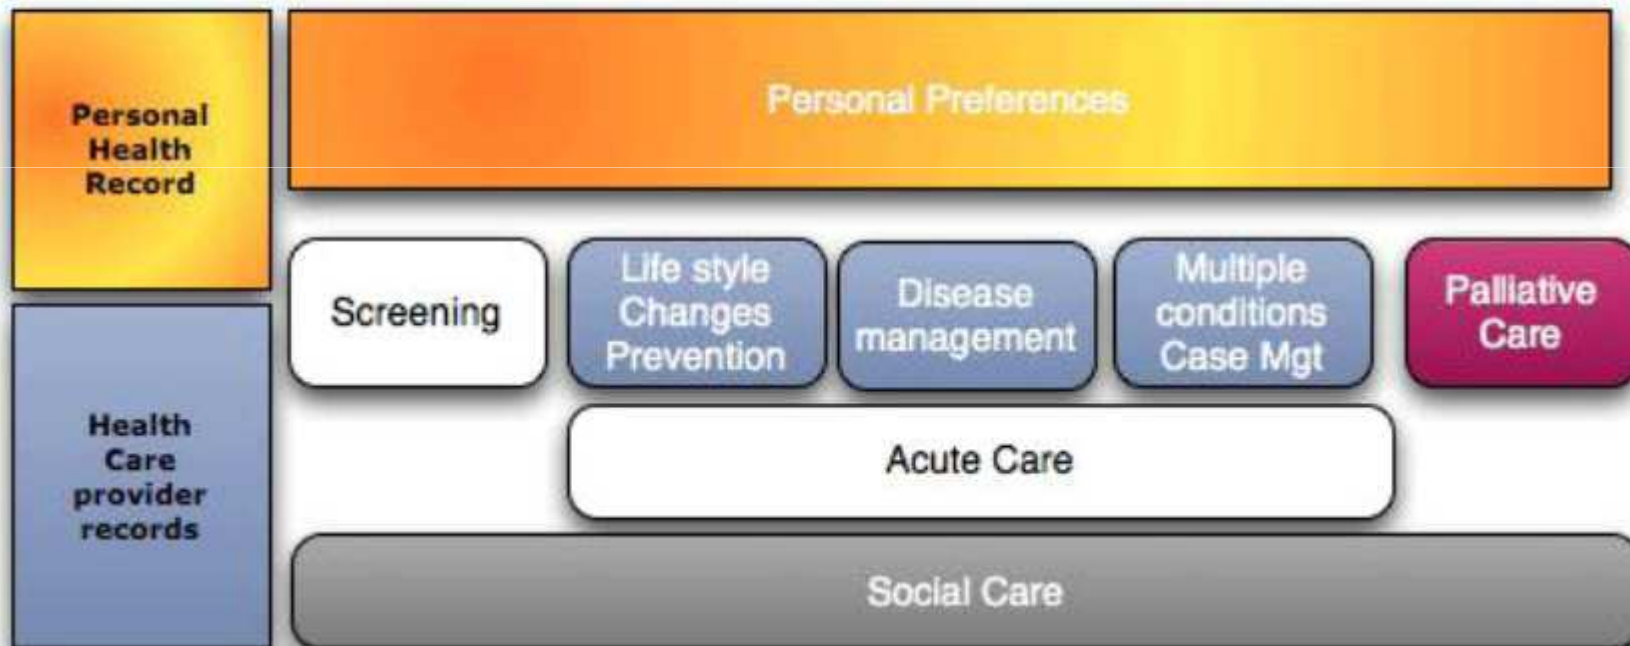 Personal
Health
Record
Personal Preferences
Screening
Life style
Changes
Prevention
Disease
management
Multiple
conditions
Case Mgt
Palliative
Care
Health
Care
provider
records
Acute Care
Social Care